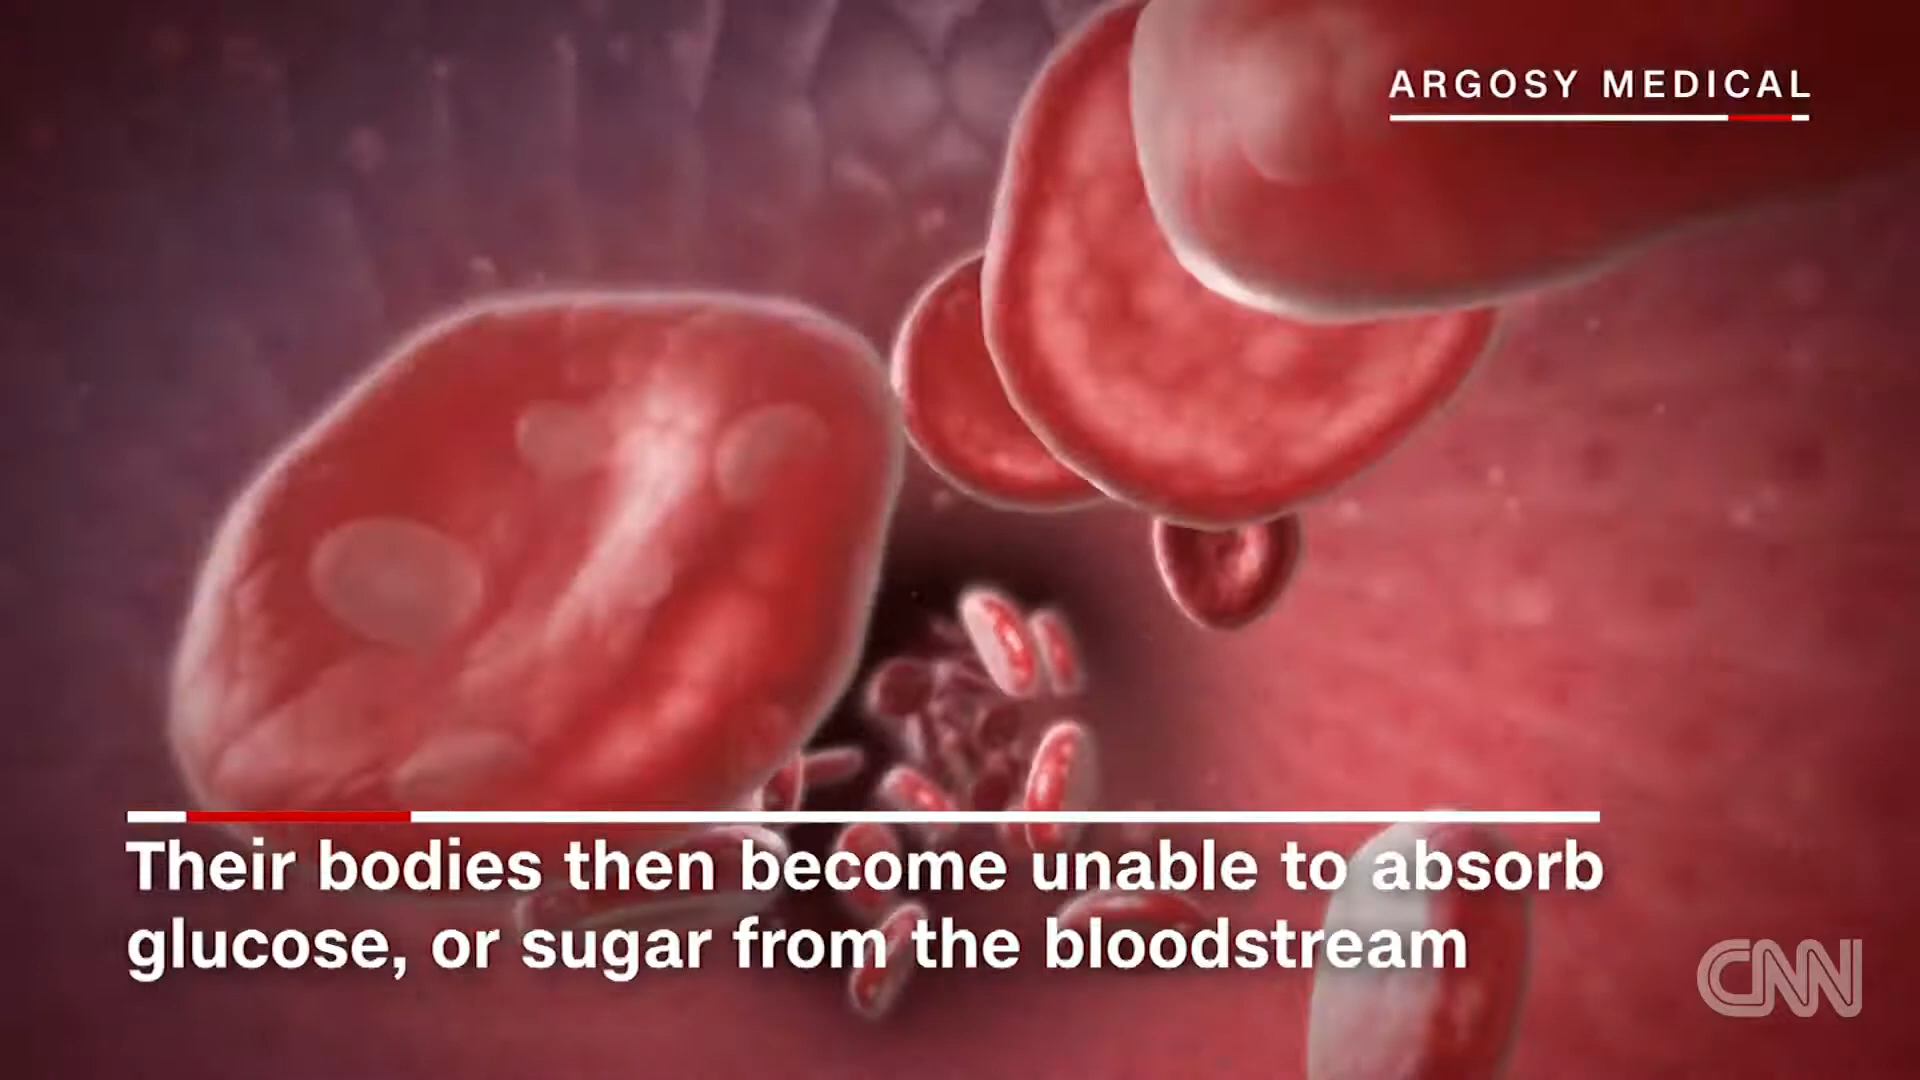 ARGOSY MEDICAL
Their bodies then become unable to absorb
glucose, or sugar from the bloodstream
CNN